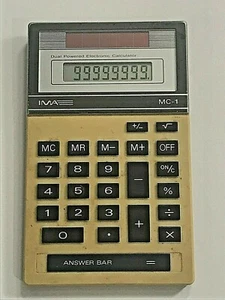 Dual Powered Electronic Calculator
99999999.
IMA MC-1
+/- √
MC MR M- M+ OFF
7 8 9 - ON/C
4 5 6 %
1 2 3 + ÷
0 . ×
ANSWER BAR =